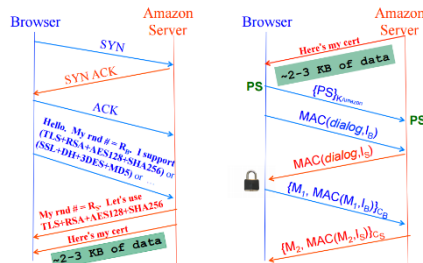 Browser
Amazon
Server
SYN
SYN ACK
ACK
Hello. My rnd # = R_B. I support
(TLS+RSA+AES128+SHA256) or
(SSL+DH+3DES+MD5) or ...
My rnd # = R_S. Let's use
TLS+RSA+AES128+SHA256
Here's my cert
~2-3 KB of data
Browser
Amazon
Server
Here's my cert
~2-3 KB of data
PS
{PS}K_Amazon
PS
MAC(dialog,I_B)
MAC(dialog,I_S)
{M_1, MAC(M_1,I_B)}C_B
{M_2, MAC(M_2,I_S)}C_S